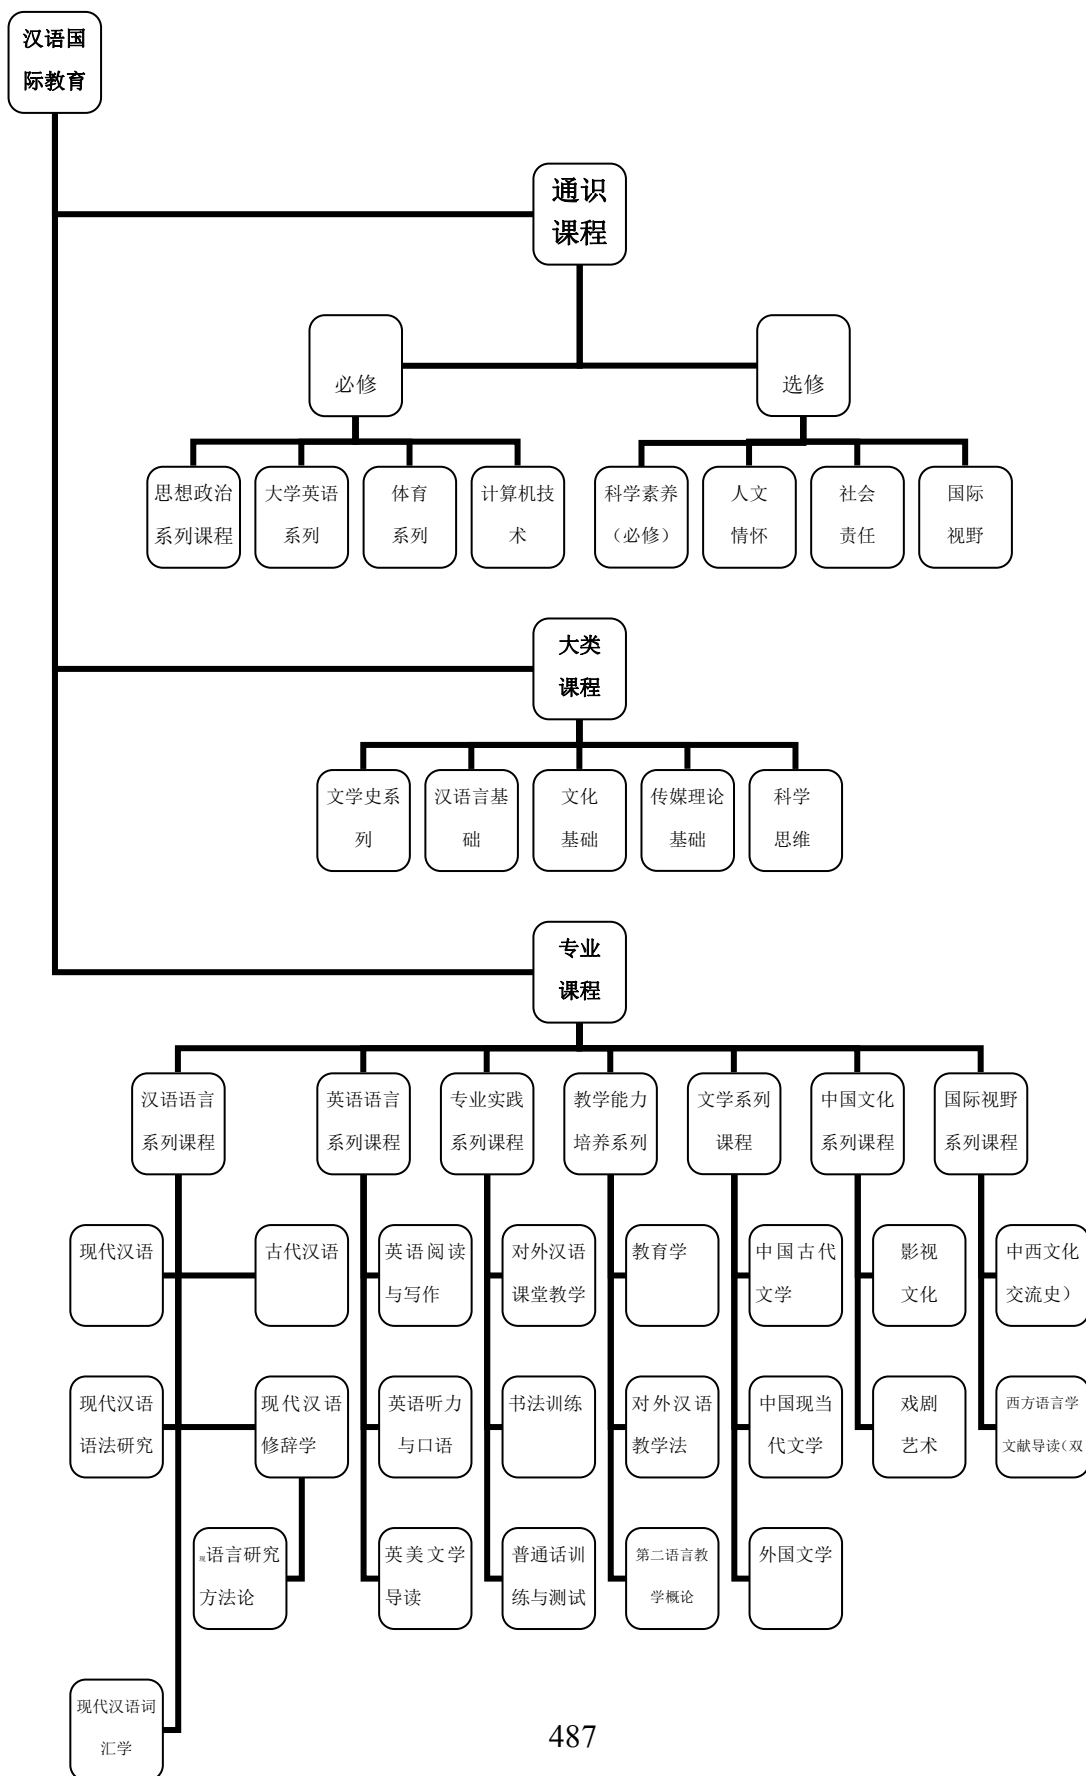 汉语国
际教育
通识
课程
必修
选修
思想政治
系列课程
大学英语
系列
体育
系列
计算机技
术
科学素养
（必修）
人文
情怀
社会
责任
国际
视野
大类
课程
文学史系
列
汉语言基
础
文化
基础
传媒理论
基础
科学
思维
专业
课程
汉语语言
系列课程
英语语言
系列课程
专业实践
系列课程
教学能力
培养系列
文学系列
课程
中国文化
系列课程
国际视野
系列课程
现代汉语
古代汉语
英语阅读
与写作
对外汉语
课堂教学
教育学
中国古代
文学
影视
文化
中西文化
交流史）
现代汉语
语法研究
现代汉语
修辞学
英语听力
与口语
书法训练
对外汉语
教学法
中国现当
代文学
戏剧
艺术
西方语言学
文献导读（双
现语言研究
方法论
英美文学
导读
普通话训
练与测试
第二语言教
学概论
外国文学
现代汉语词
汇学
487